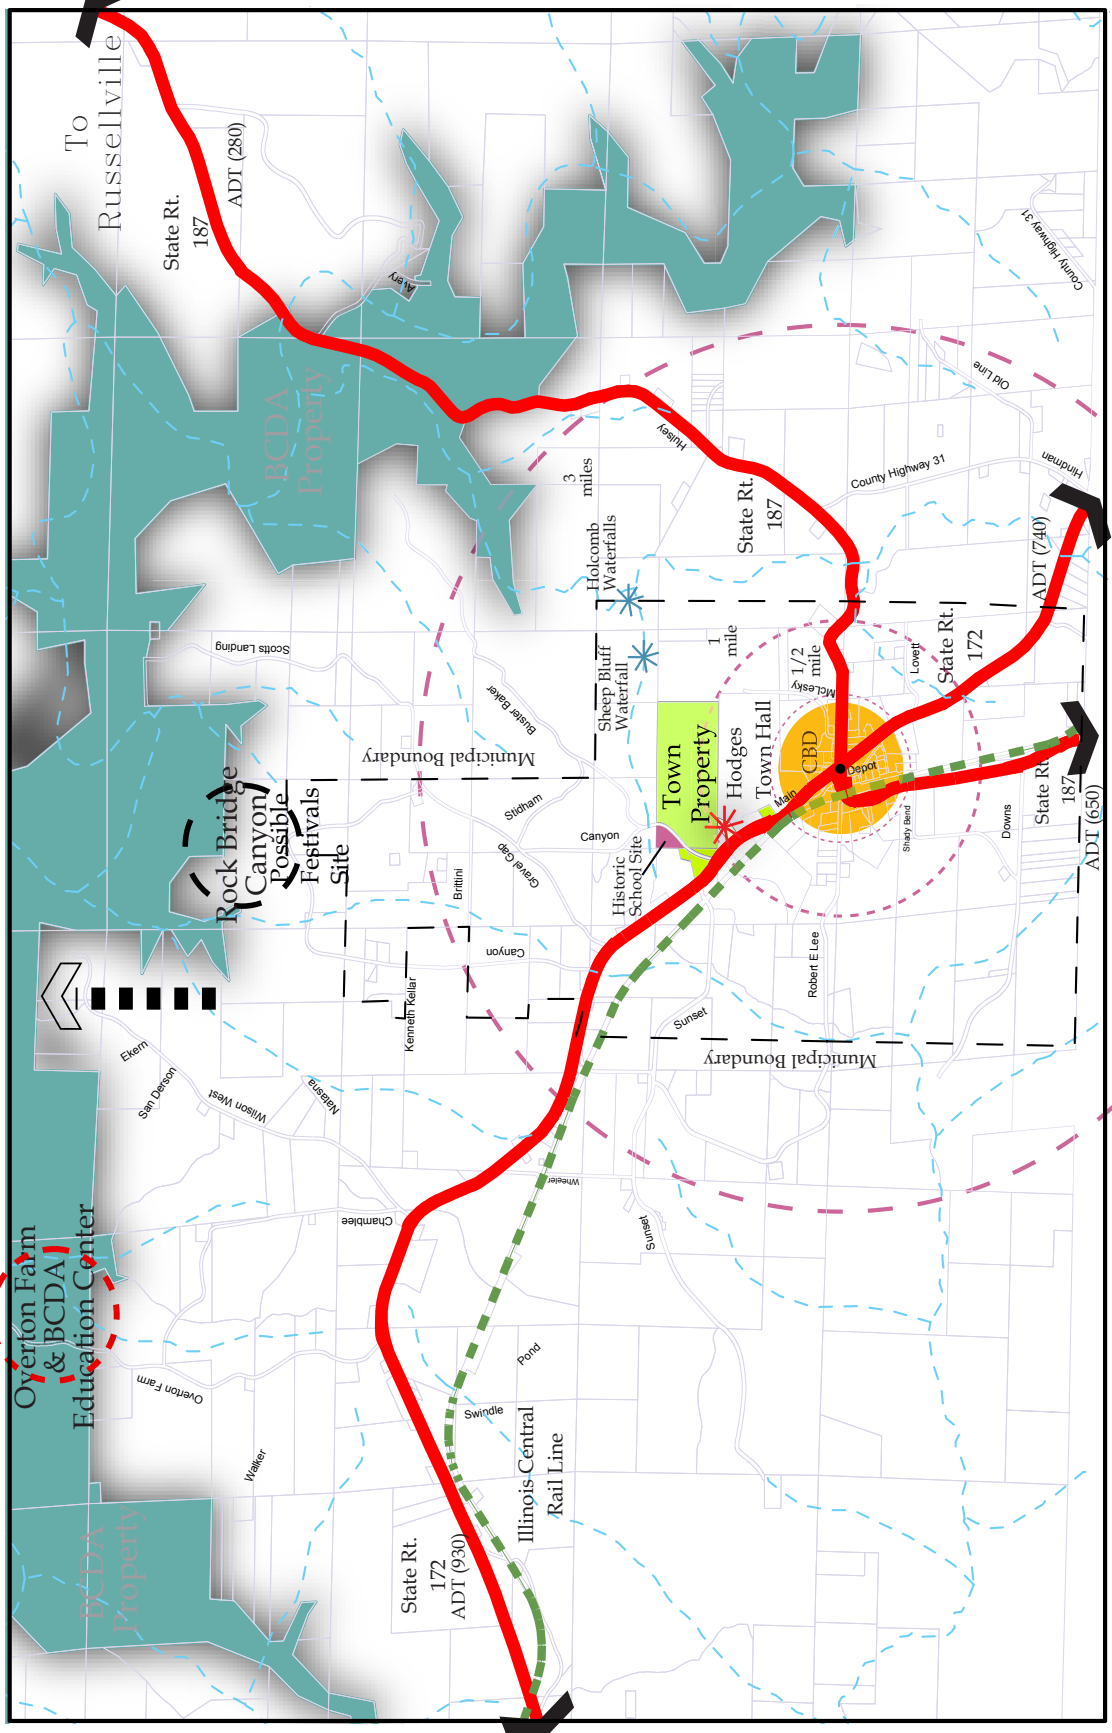 To
Russellville
State Rt.
187
ADT (280)
Avery
BCDA
Property
County Highway 31
Old Line
Hindman
County Highway 31
Hulsey
3
miles
State Rt.
187
Holcomb
Waterfalls
ADT (740)
Scotts Landing
Sheep Bluff
Waterfall
1
mile
1/2
mile
McLesky
Lovett
State Rt.
172
Buster Baker
Municipal Boundary
Town
Property
Hodges
Town Hall
CBD
Depot
Main
Rock Bridge
Canyon
Possible
Festivals
Site
Stidham
Canyon
Gravel Gap
Brittini
Historic
School Site
Shady Bend
Downs
State Rt.
187
ADT (650)
Canyon
Kenneth Kellar
Robert E Lee
Sunset
Municipal Boundary
Ekern
San Derson
Wilson West
Natasna
Wheeler
Chamblee
Sunset
Overton Farm
& BCDA
Education Center
Overton Farm
Pond
Swindle
Walker
Illinois Central
Rail Line
State Rt.
172
ADT (930)
BCDA
Property